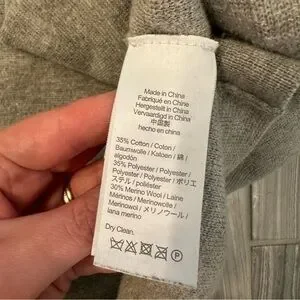 Made in China
Fabriqué en Chine
Hergestellt in China
Vervaardigd in China
中国製
hecho en china
35% Cotton / Coton /
Baumwolle / Katoen / 綿 /
algodón
35% Polyester / Polyester /
Polyester / Polyester / ポリエ
ステル / poliéster
30% Merino Wool / Laine
Mérinos / Merinowolle /
Merinowol / メリノウール /
lana merino
Dry Clean.
P